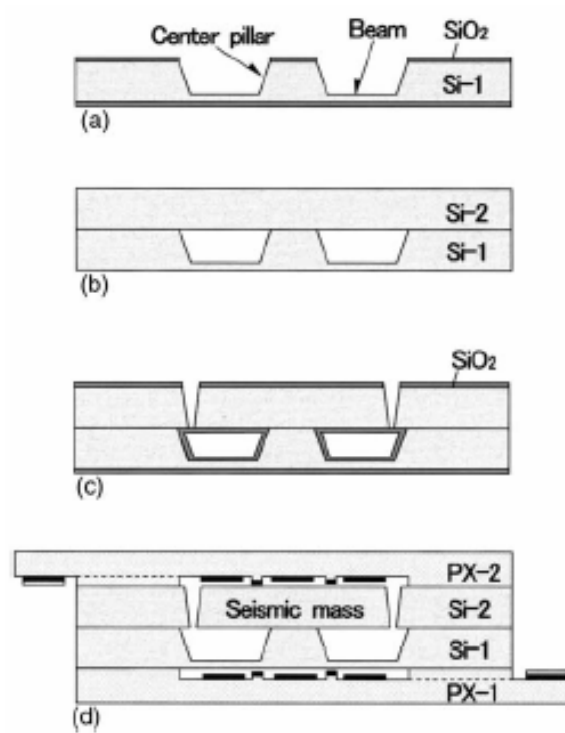 Center pillar
Beam
SiO₂
Si-1
(a)
Si-2
Si-1
(b)
SiO₂
(c)
PX-2
Seismic mass
Si-2
Si-1
PX-1
(d)